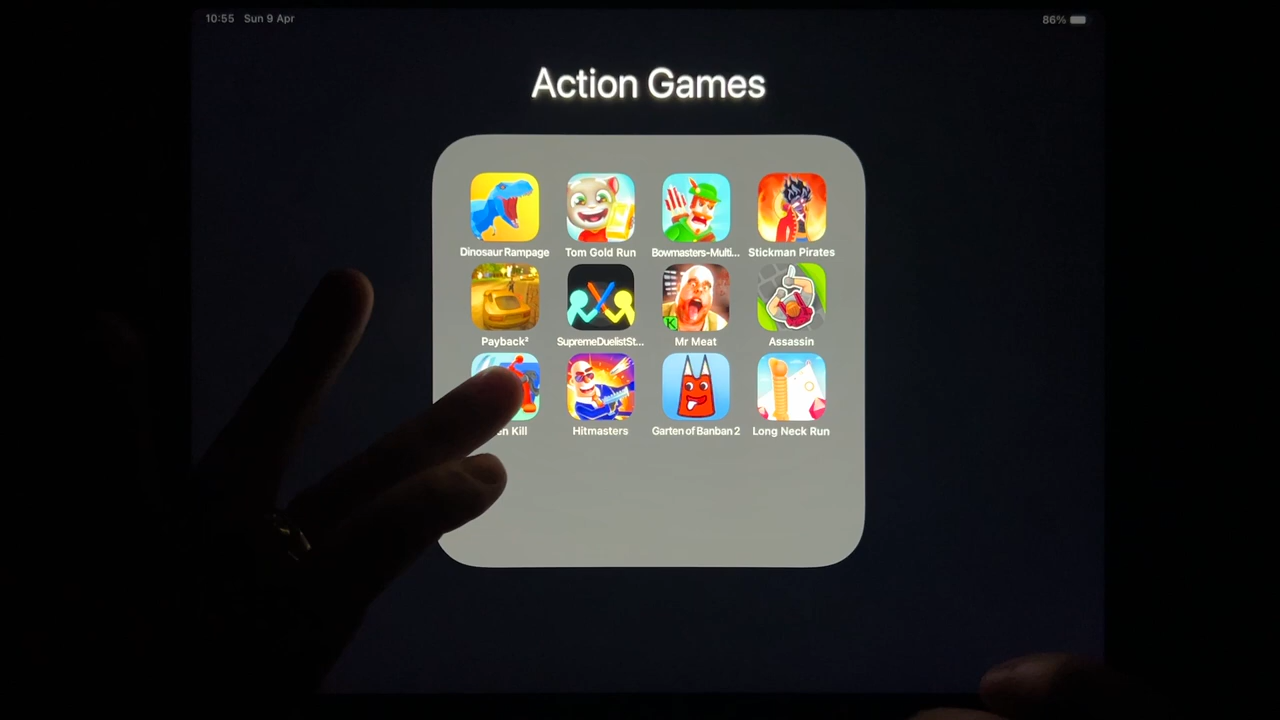 10:55 Sun 9 Apr
86%
Action Games
Dinosaur Rampage
Tom Gold Run
Bowmasters-Multi...
Stickman Pirates
Payback²
SupremeDuelistSt...
Mr Meat
Assassin
Kill
Hitmasters
Garten of Banban 2
Long Neck Run
K